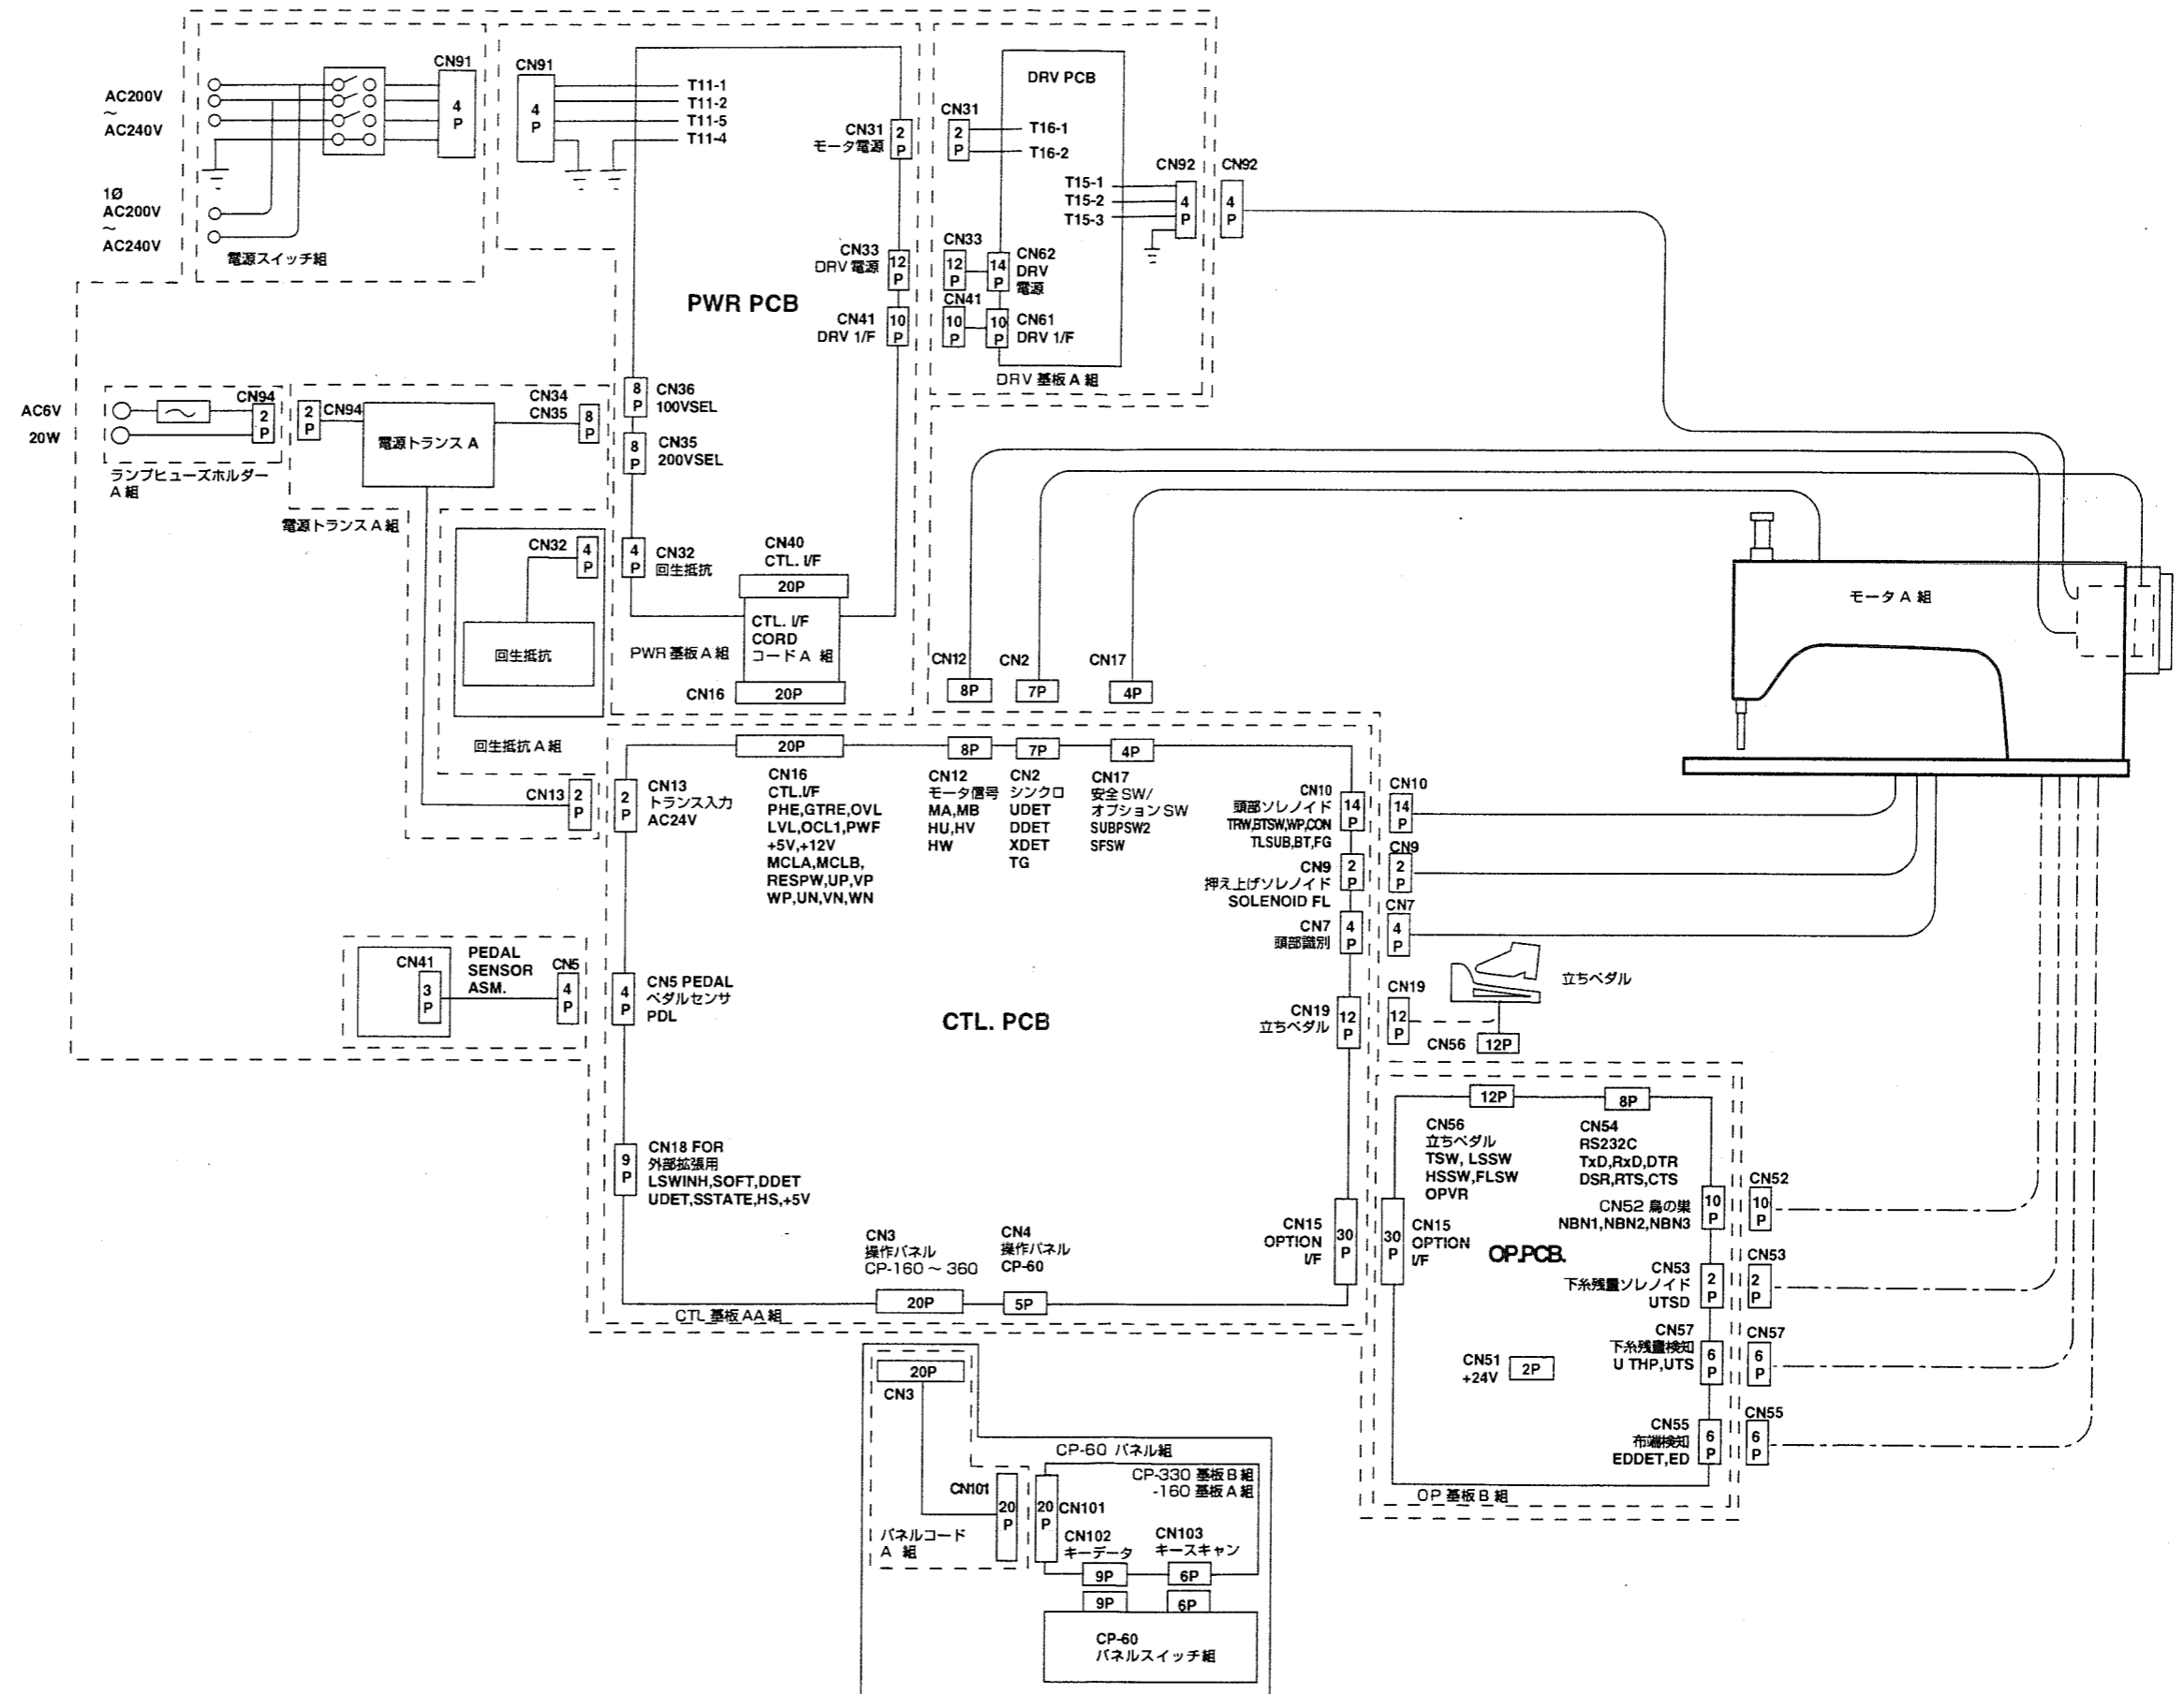 AC200V
~
AC240V
1Ø
AC200V
~
AC240V
CN91
4
P
電源スイッチ組
CN91
4
P
T11-1
T11-2
T11-5
T11-4
PWR PCB
CN31
モータ電源
2
P
CN33
DRV 電源
12
P
CN41
DRV 1/F
10
P
DRV PCB
CN31
2
P
T16-1
T16-2
T15-1
T15-2
T15-3
CN92
4
P
CN92
4
P
CN33
12
P
14
P
CN62
DRV
電源
CN41
10
P
10
P
CN61
DRV 1/F
DRV 基板 A 組
AC6V
20W
CN94
2
P
ランプヒューズホルダー
A 組
2
P
CN94
電源トランス A
CN34
CN35
8
P
電源トランス A 組
8
P
CN36
100VSEL
8
P
CN35
200VSEL
CN32
4
P
回生抵抗
回生抵抗 A 組
4
P
CN32
回生抵抗
CN40
CTL. I/F
20P
CTL. I/F
CORD
コード A 組
PWR 基板 A 組
CN16
20P
CN12
8P
CN2
7P
CN17
4P
モータ A 組
CN13
2
P
2
P
CN13
トランス入力
AC24V
20P
CN16
CTL.I/F
PHE,GTRE,OVL
LVL,OCL1,PWF
+5V,+12V
MCLA,MCLB,
RESPW,UP,VP
WP,UN,VN,WN
8P
CN12
モータ信号
MA,MB
HU,HV
HW
7P
CN2
シンクロ
UDET
DDET
XDET
TG
4P
CN17
安全 SW/
オプション SW
SUBPSW2
SFSW
CN10
頭部ソレノイド
TRW,BTSW,WP,CON
TLSUB,BT,FG
14
P
CN10
14
P
CN9
押え上げソレノイド
SOLENOID FL
2
P
CN9
2
P
CN7
頭部識別
4
P
CN7
4
P
CN41
3
P
PEDAL
SENSOR
ASM.
CN5
4
P
4
P
CN5 PEDAL
ペダルセンサ
PDL
CTL. PCB
CN19
立ちペダル
12
P
CN19
12
P
立ちペダル
CN56
12P
9
P
CN18 FOR
外部拡張用
LSWINH,SOFT,DDET
UDET,SSTATE,HS,+5V
CN3
操作パネル
CP-160 ~ 360
20P
CN4
操作パネル
CP-60
5P
CN15
OPTION
I/F
30
P
CTL 基板 AA 組
12P
CN56
立ちペダル
TSW, LSSW
HSSW,FLSW
OPVR
8P
CN54
RS232C
TxD,RxD,DTR
DSR,RTS,CTS
CN52 鳥の巣
NBN1,NBN2,NBN3
10
P
CN52
10
P
30
P
CN15
OPTION
I/F
OP.PCB.
CN53
下糸残量ソレノイド
UTSD
2
P
CN53
2
P
CN57
下糸残量検知
U THP,UTS
6
P
CN57
6
P
CN51
+24V
2P
CN55
布端検知
EDDET,ED
6
P
CN55
6
P
OP 基板 B 組
20P
CN3
CN101
20
P
パネルコード
A 組
CP-60 パネル組
CP-330 基板 B 組
-160 基板 A 組
20
P
CN101
CN102
キーデータ
9P
CN103
キースキャン
6P
9P
6P
CP-60
パネルスイッチ組